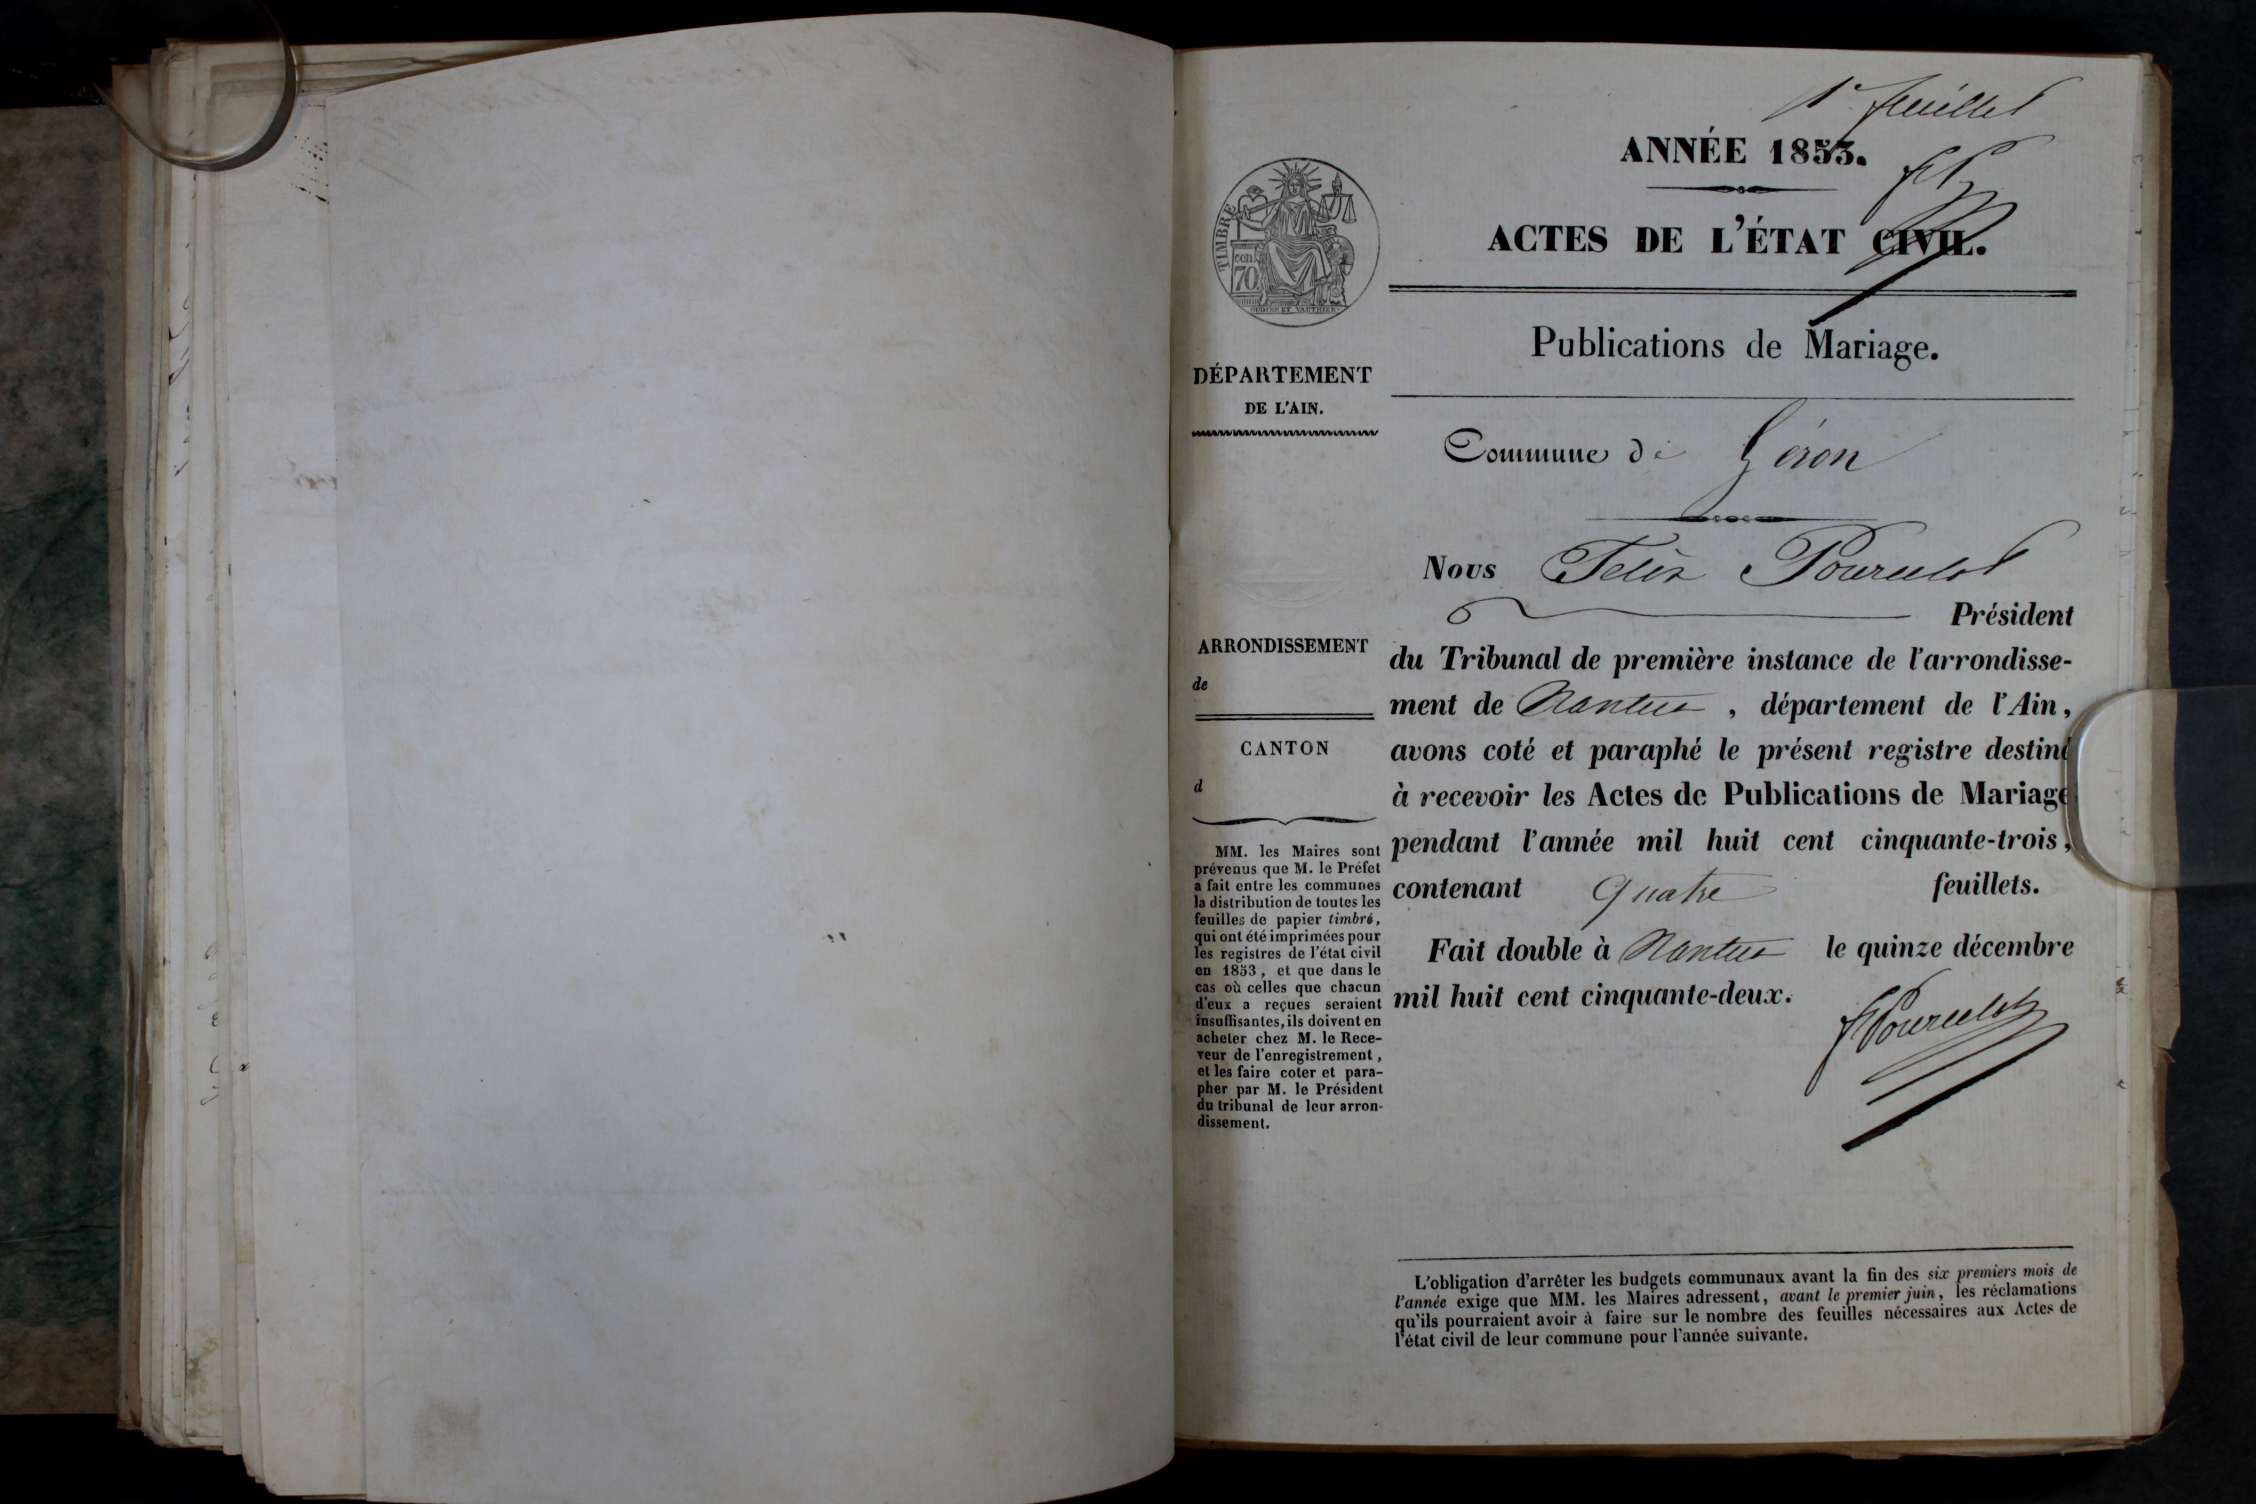 1er feuillet
ANNÉE 1853.
ACTES DE L'ÉTAT CIVIL.
Publications de Mariage.
Commune de Géron
Nous Félix Pourcelot
Président
du Tribunal de première instance de l'arrondisse-
ment de Nantua, département de l'Ain,
avons coté et paraphé le présent registre destiné
à recevoir les Actes de Publications de Mariage
pendant l'année mil huit cent cinquante-trois,
contenant quatre feuillets.
Fait double à Nantua le quinze décembre
mil huit cent cinquante-deux.
FPourcelot
TIMBRE
cen
70
OUDINÉ ET VAUTHIER
DÉPARTEMENT
DE L'AIN.
ARRONDISSEMENT
de
CANTON
d
MM. les Maires sont
prévenus que M. le Préfet
a fait entre les communes
la distribution de toutes les
feuilles de papier timbré,
qui ont été imprimées pour
les registres de l'état civil
en 1853, et que dans le
cas où celles que chacun
d'eux a reçues seraient
insuffisantes, ils doivent en
acheter chez M. le Rece-
veur de l'enregistrement,
et les faire coter et para-
pher par M. le Président
du tribunal de leur arron-
dissement.
L'obligation d'arrêter les budgets communaux avant la fin des six premiers mois de
l'année exige que MM. les Maires adressent, avant le premier juin, les réclamations
qu'ils pourraient avoir à faire sur le nombre des feuilles nécessaires aux Actes de
l'état civil de leur commune pour l'année suivante.